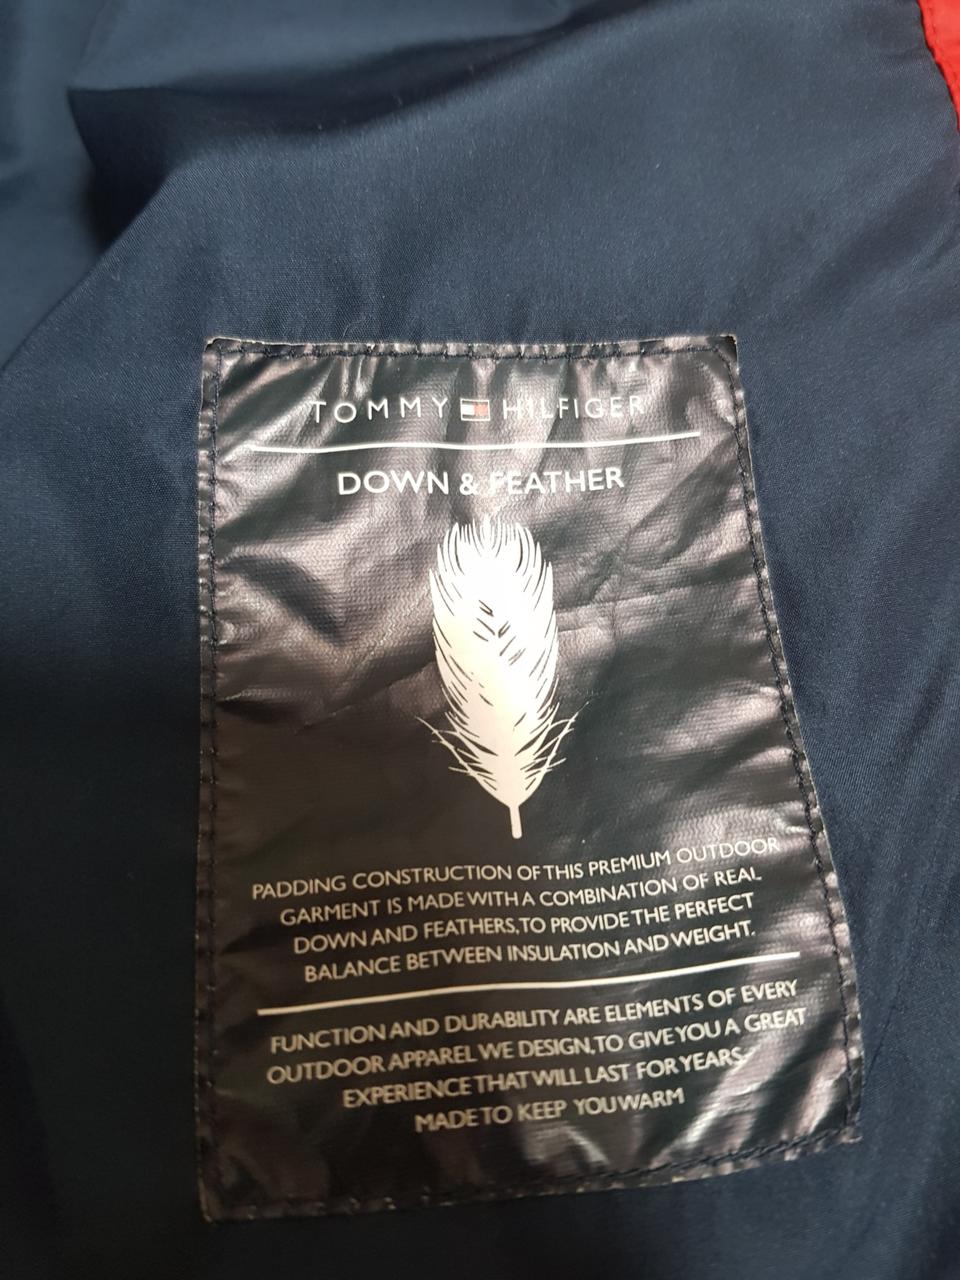 TOMMY HILFIGER
DOWN & FEATHER
PADDING CONSTRUCTION OF THIS PREMIUM OUTDOOR
GARMENT IS MADE WITH A COMBINATION OF REAL
DOWN AND FEATHERS, TO PROVIDE THE PERFECT
BALANCE BETWEEN INSULATION AND WEIGHT.
FUNCTION AND DURABILITY ARE ELEMENTS OF EVERY
OUTDOOR APPAREL WE DESIGN, TO GIVE YOU A GREAT
EXPERIENCE THAT WILL LAST FOR YEARS
MADE TO KEEP YOU WARM